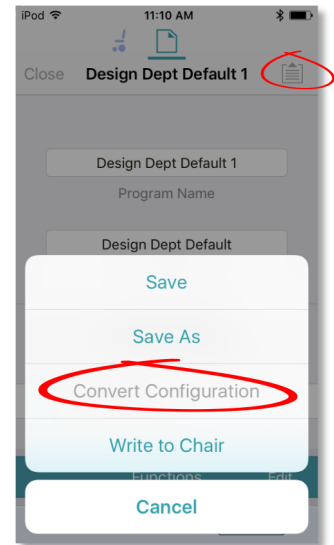 iPod 11:10 AM
Close Design Dept Default 1
Design Dept Default 1
Program Name
Design Dept Default
Save
Save As
Convert Configuration
Write to Chair
Functions Edit
Cancel